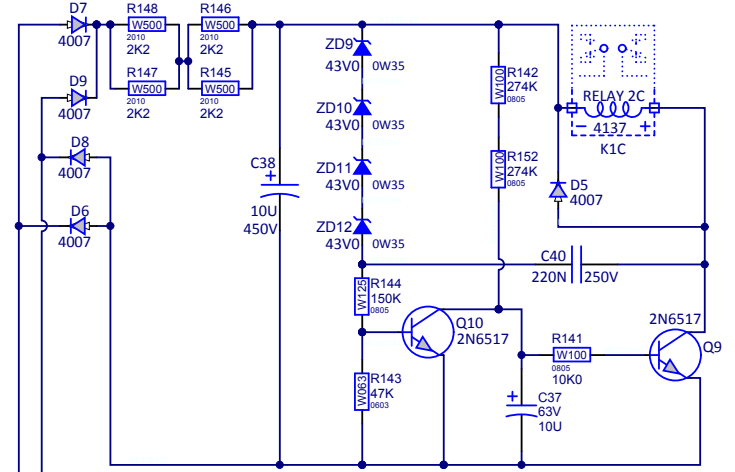 D7
4007
R148
W500
2010
2K2
R146
W500
2010
2K2
D9
4007
R147
W500
2010
2K2
R145
W500
2010
2K2
D8
4007
D6
4007
C38
+
10U
450V
ZD9
43V0 0W35
ZD10
43V0 0W35
ZD11
43V0 0W35
ZD12
43V0 0W35
W100
R142
274K
0805
W100
R152
274K
0805
RELAY 2C
− 4137 +
K1C
D5
4007
C40
220N 250V
W125
R144
150K
0805
W063
R143
47K
0603
Q10
2N6517
R141
W100
0805
10K0
+
C37
63V
10U
2N6517
Q9